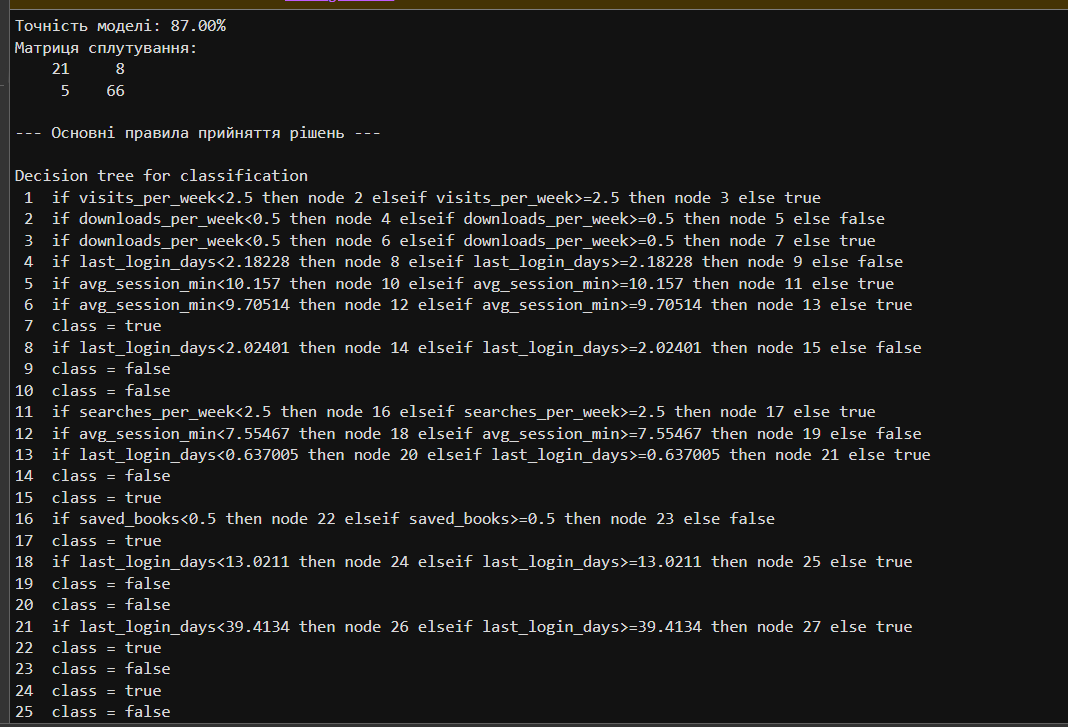 Точність моделі: 87.00%
Матриця сплутування:
    21     8
     5    66
--- Основні правила прийняття рішень ---
Decision tree for classification
 1  if visits_per_week<2.5 then node 2 elseif visits_per_week>=2.5 then node 3 else true
 2  if downloads_per_week<0.5 then node 4 elseif downloads_per_week>=0.5 then node 5 else false
 3  if downloads_per_week<0.5 then node 6 elseif downloads_per_week>=0.5 then node 7 else true
 4  if last_login_days<2.18228 then node 8 elseif last_login_days>=2.18228 then node 9 else false
 5  if avg_session_min<10.157 then node 10 elseif avg_session_min>=10.157 then node 11 else true
 6  if avg_session_min<9.70514 then node 12 elseif avg_session_min>=9.70514 then node 13 else true
 7  class = true
 8  if last_login_days<2.02401 then node 14 elseif last_login_days>=2.02401 then node 15 else false
 9  class = false
10  class = false
11  if searches_per_week<2.5 then node 16 elseif searches_per_week>=2.5 then node 17 else true
12  if avg_session_min<7.55467 then node 18 elseif avg_session_min>=7.55467 then node 19 else false
13  if last_login_days<0.637005 then node 20 elseif last_login_days>=0.637005 then node 21 else true
14  class = false
15  class = true
16  if saved_books<0.5 then node 22 elseif saved_books>=0.5 then node 23 else false
17  class = true
18  if last_login_days<13.0211 then node 24 elseif last_login_days>=13.0211 then node 25 else true
19  class = false
20  class = false
21  if last_login_days<39.4134 then node 26 elseif last_login_days>=39.4134 then node 27 else true
22  class = true
23  class = false
24  class = true
25  class = false